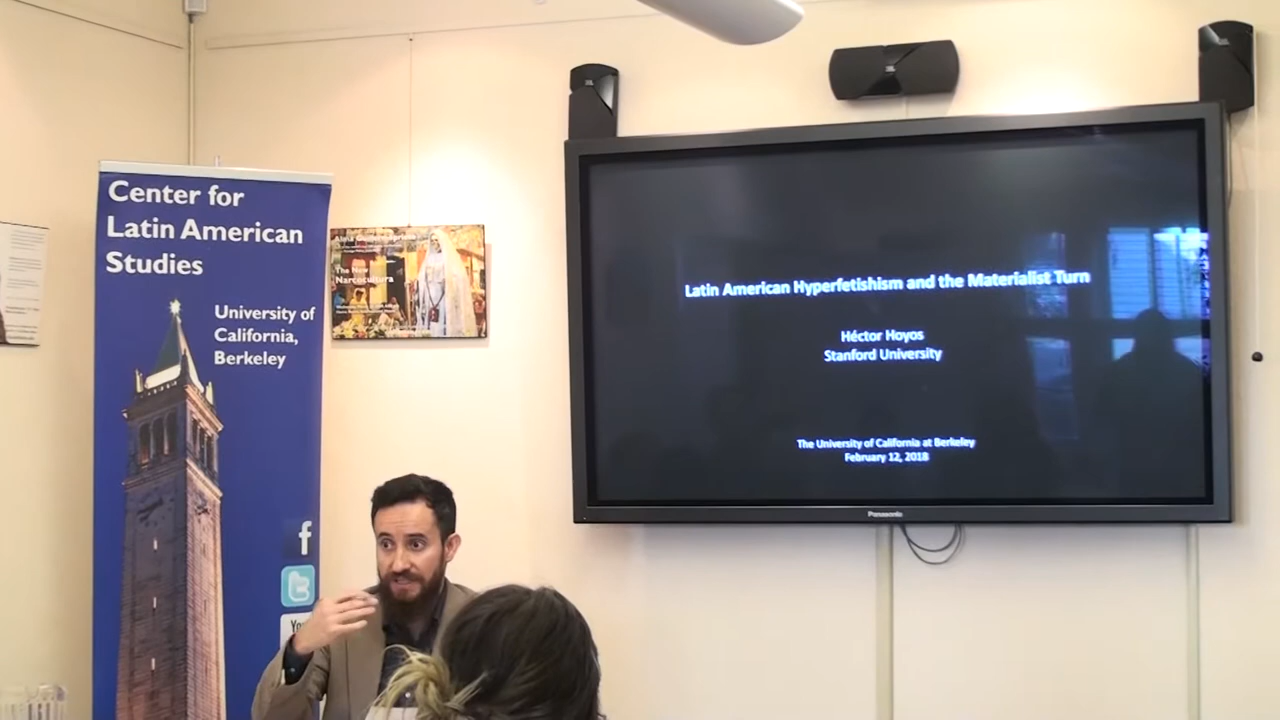 Center for
Latin American
Studies
University of
California,
Berkeley
f
You
The New
Narcocultura
Latin American Hyperfetishism and the Materialist Turn
Héctor Hoyos
Stanford University
The University of California at Berkeley
February 12, 2018
Panasonic